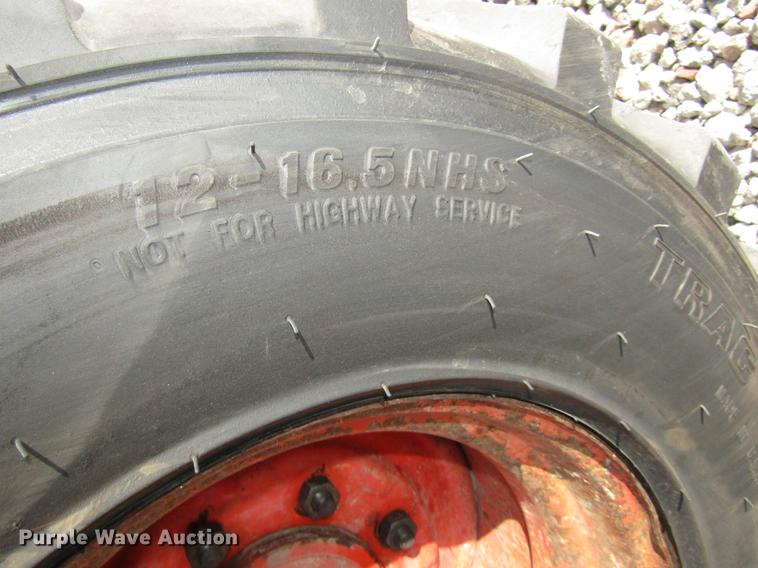 12-16.5NHS
NOT FOR HIGHWAY SERVICE
TRAC
Purple Wave Auction